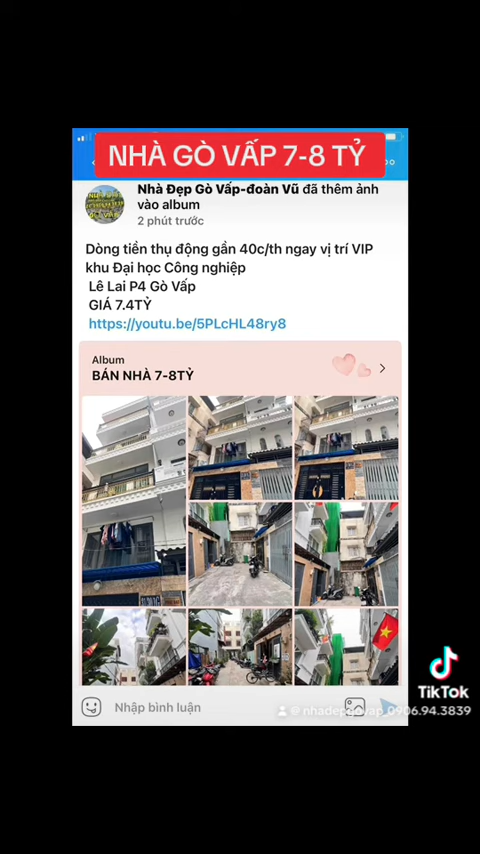 NHÀ GÒ VẤP 7-8 TỶ
Nhà Đẹp Gò Vấp-đoàn Vũ đã thêm ảnh
vào album
2 phút trước
Dòng tiền thụ động gần 40c/th ngay vị trí VIP
khu Đại học Công nghiệp
Lê Lai P4 Gò Vấp
GIÁ 7.4TỶ
https://youtu.be/5PLcHL48ry8
Album
BÁN NHÀ 7-8TỶ
Nhập bình luận
TikTok
0906.94.3839